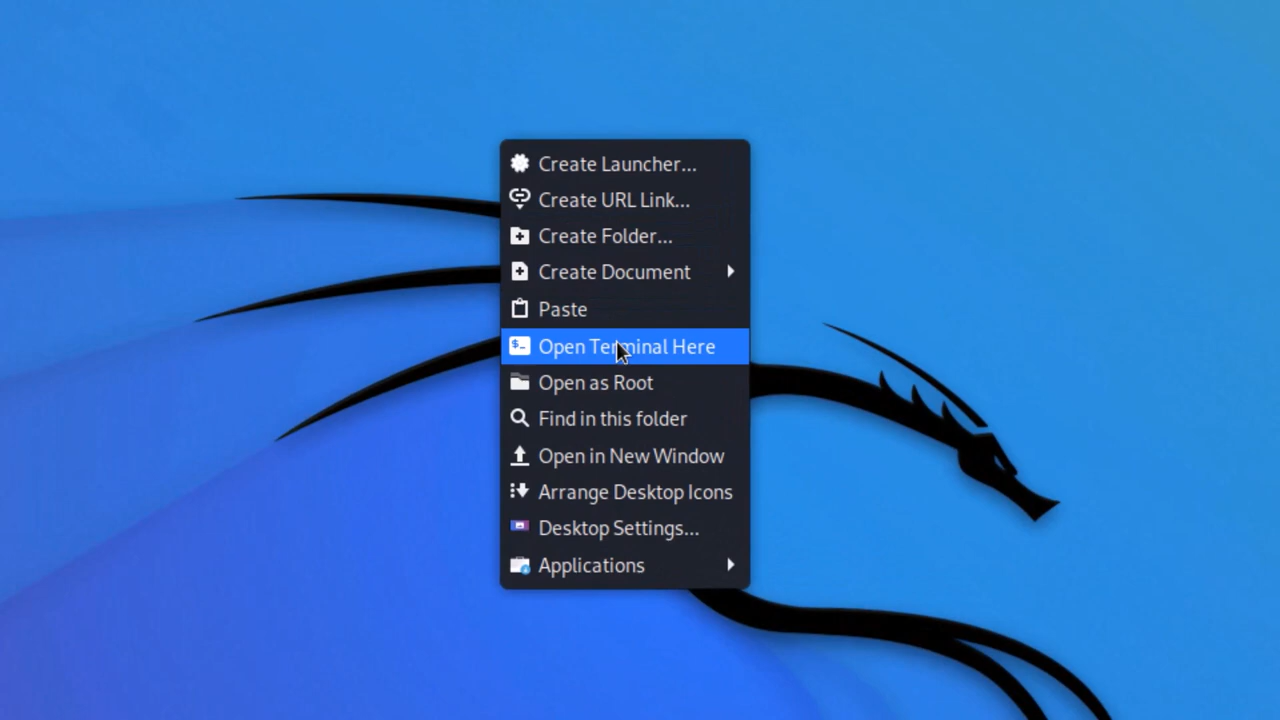 Create Launcher...
Create URL Link...
Create Folder...
Create Document
Paste
$_ Open Terminal Here
Open as Root
Find in this folder
Open in New Window
Arrange Desktop Icons
Desktop Settings...
Applications